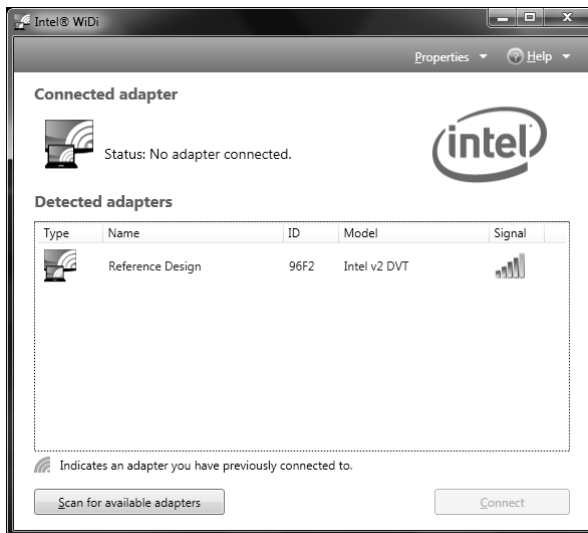 Intel® WiDi
Properties Help
Connected adapter
Status: No adapter connected.
intel
Detected adapters
Type Name ID Model Signal
Reference Design 96F2 Intel v2 DVT
Indicates an adapter you have previously connected to.
Scan for available adapters Connect